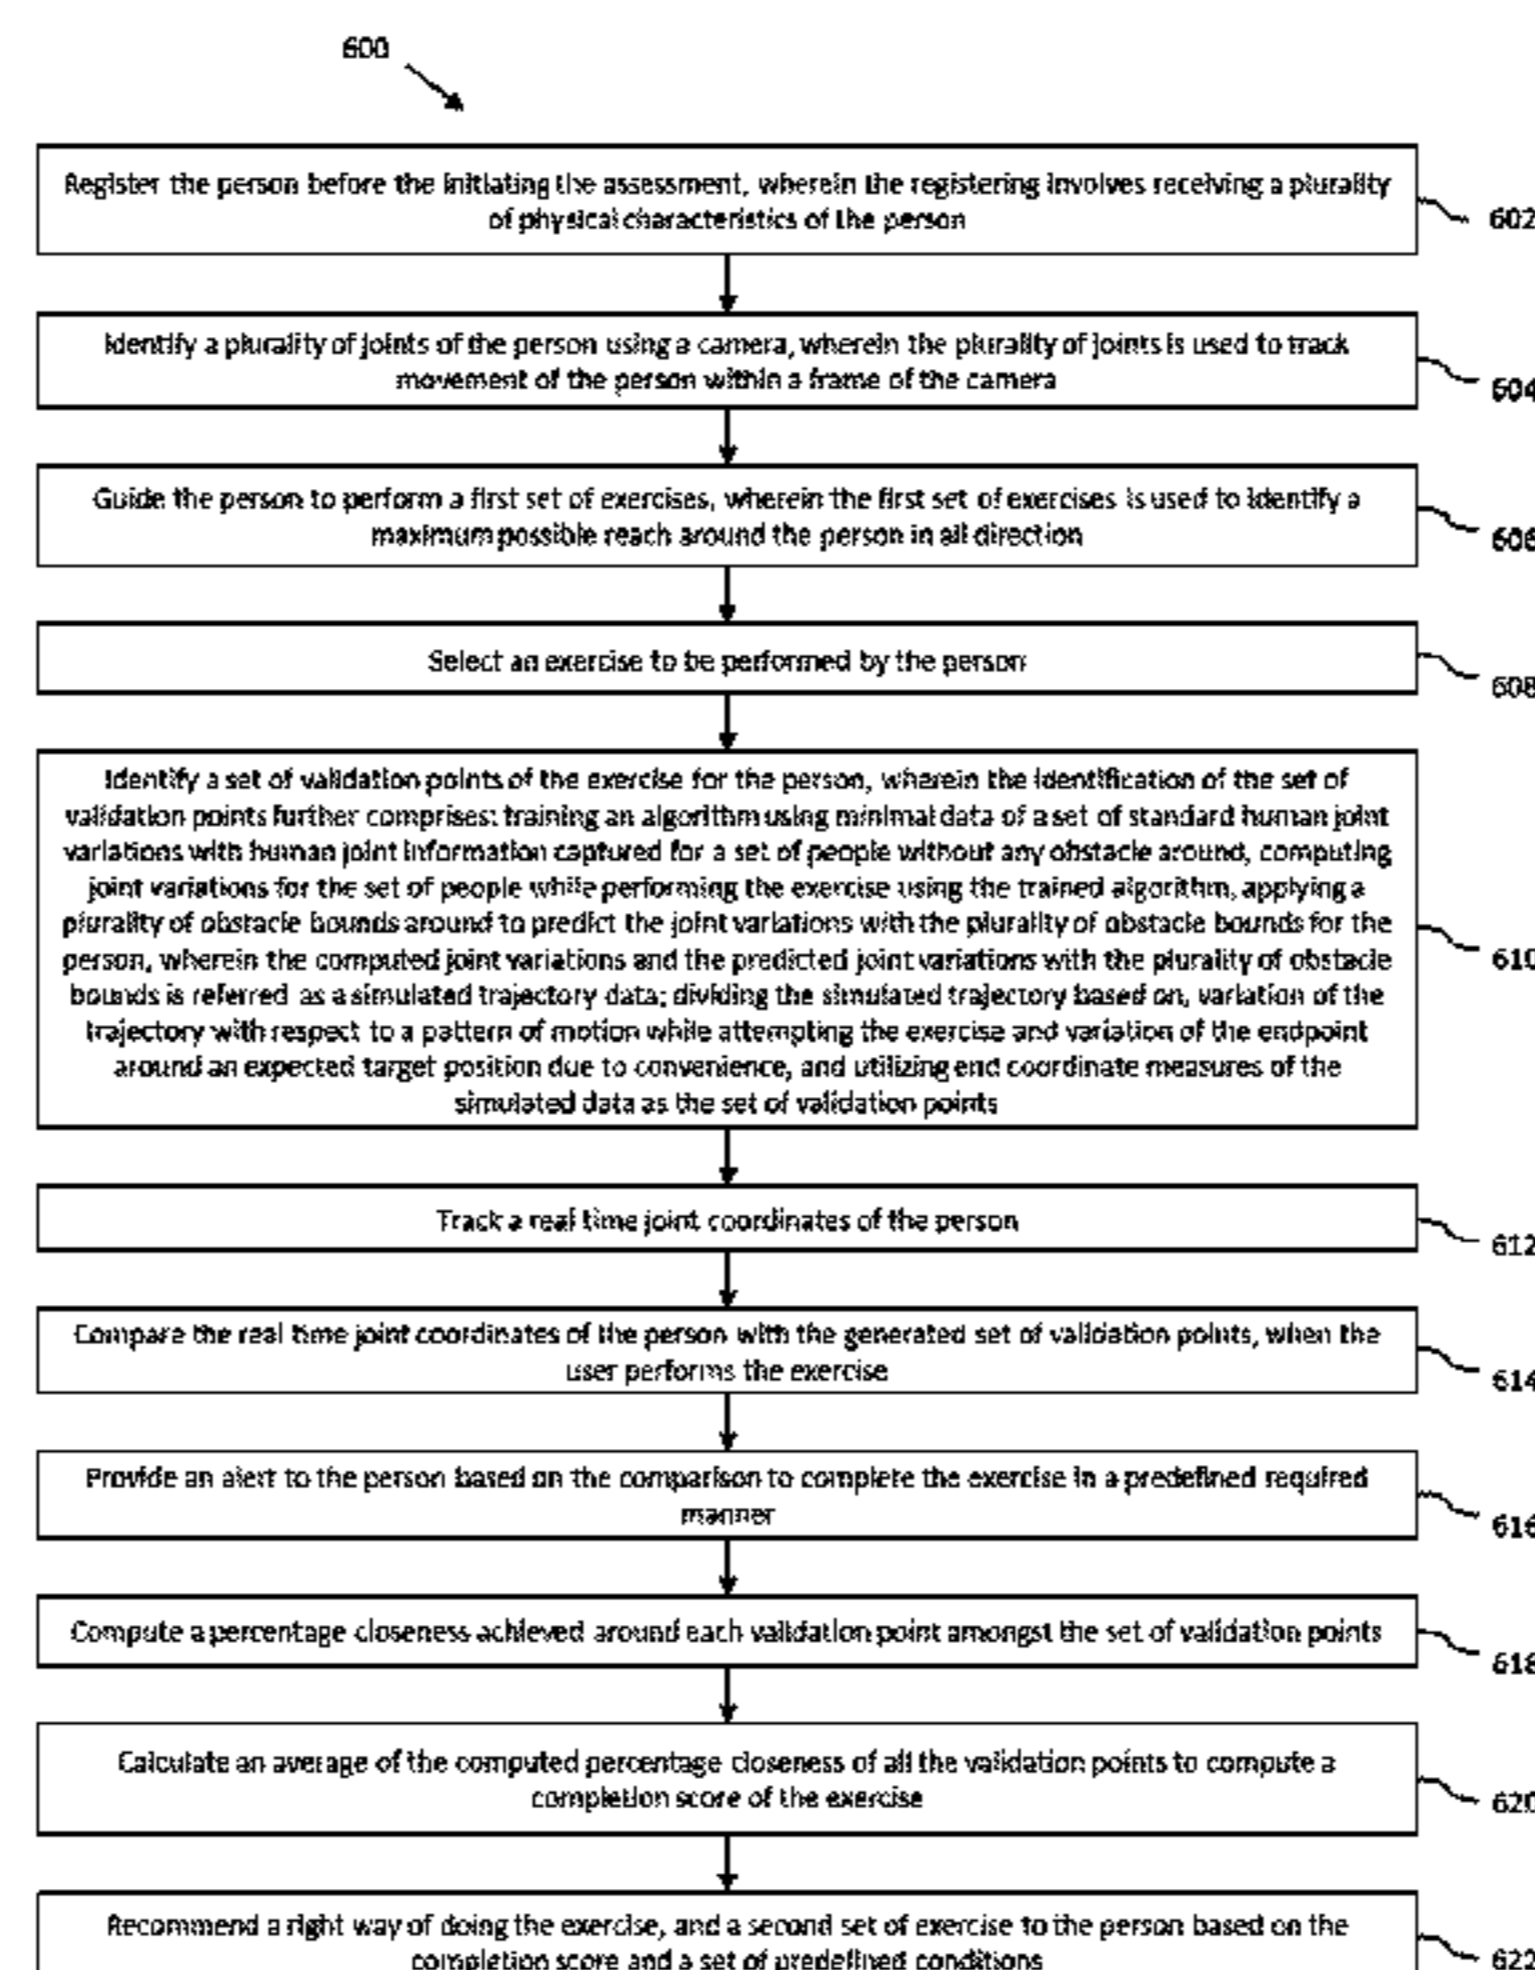 600
Register the person before the initiating the assessment, wherein the registering involves receiving a plurality
of physical characteristics of the person
602
Identify a plurality of joints of the person using a camera, wherein the plurality of joints is used to track
movement of the person within a frame of the camera
604
Guide the person to perform a first set of exercises, wherein the first set of exercises is used to identify a
maximum possible reach around the person in all direction
606
Select an exercise to be performed by the person
608
Identify a set of validation points of the exercise for the person, wherein the identification of the set of
validation points further comprises: training an algorithm using minimal data of a set of standard human joint
variations with human joint information captured for a set of people without any obstacle around, computing
joint variations for the set of people while performing the exercise using the trained algorithm, applying a
plurality of obstacle bounds around to predict the joint variations with the plurality of obstacle bounds for the
person, wherein the computed joint variations and the predicted joint variations with the plurality of obstacle
bounds is referred as a simulated trajectory data; dividing the simulated trajectory based on, variation of the
trajectory with respect to a pattern of motion while attempting the exercise and variation of the endpoint
around an expected target position due to convenience, and utilizing end coordinate measures of the
simulated data as the set of validation points
610
Track a real time joint coordinates of the person
612
Compare the real time joint coordinates of the person with the generated set of validation points, when the
user performs the exercise
614
Provide an alert to the person based on the comparison to complete the exercise in a predefined required
manner
616
Compute a percentage closeness achieved around each validation point amongst the set of validation points
618
Calculate an average of the computed percentage closeness of all the validation points to compute a
completion score of the exercise
620
Recommend a right way of doing the exercise, and a second set of exercise to the person based on the
completion score and a set of predefined conditions
622